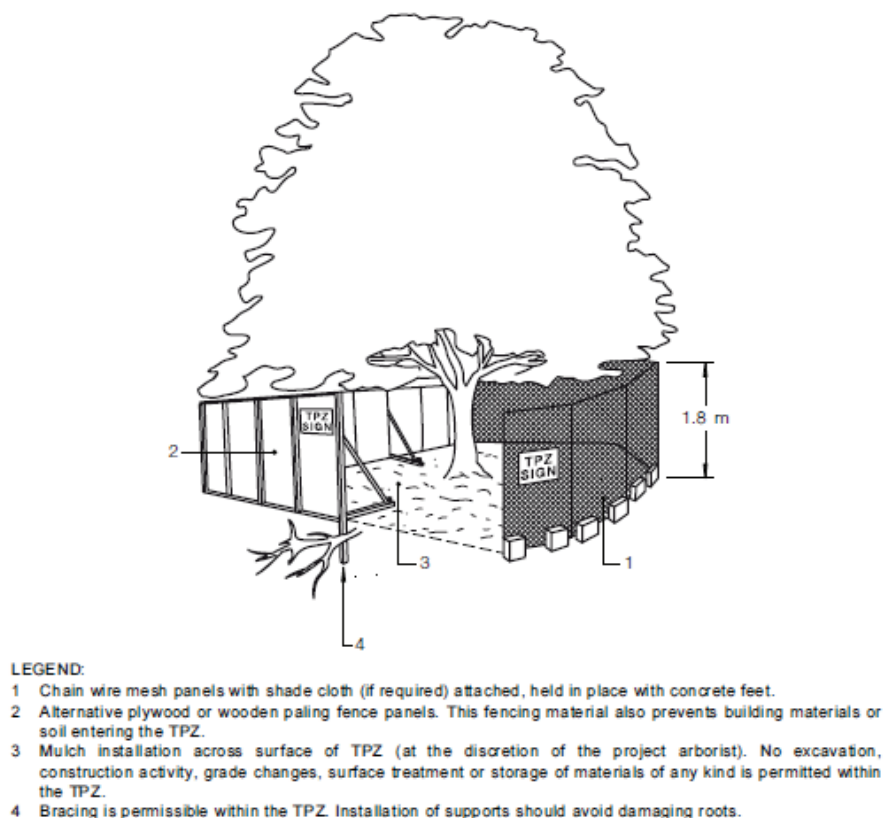 1.8 m
TPZ
SIGN
2
TPZ
SIGN
3
1
4
LEGEND:
1 Chain wire mesh panels with shade cloth (if required) attached, held in place with concrete feet.
2 Alternative plywood or wooden paling fence panels. This fencing material also prevents building materials or
soil entering the TPZ.
3 Mulch installation across surface of TPZ (at the discretion of the project arborist). No excavation,
construction activity, grade changes, surface treatment or storage of materials of any kind is permitted within
the TPZ.
4 Bracing is permissible within the TPZ. Installation of supports should avoid damaging roots.